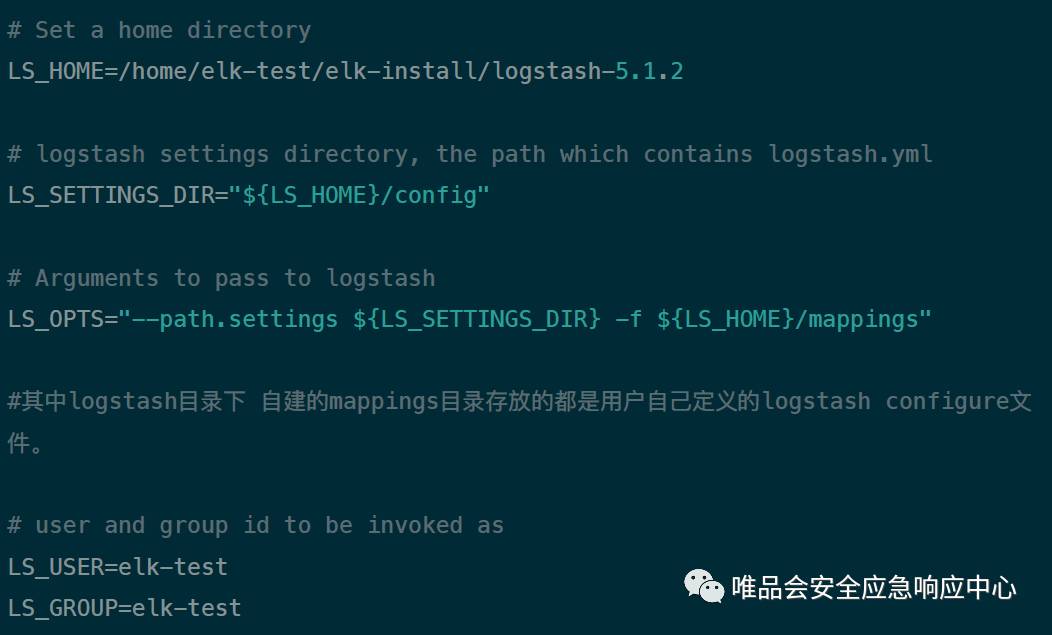 # Set a home directory
LS_HOME=/home/elk-test/elk-install/logstash-5.1.2
# logstash settings directory, the path which contains logstash.yml
LS_SETTINGS_DIR="${LS_HOME}/config"
# Arguments to pass to logstash
LS_OPTS="--path.settings ${LS_SETTINGS_DIR} -f ${LS_HOME}/mappings"
#其中logstash目录下 自建的mappings目录存放的都是用户自己定义的logstash configure文
件。
# user and group id to be invoked as
LS_USER=elk-test
LS_GROUP=elk-test
唯品会安全应急响应中心